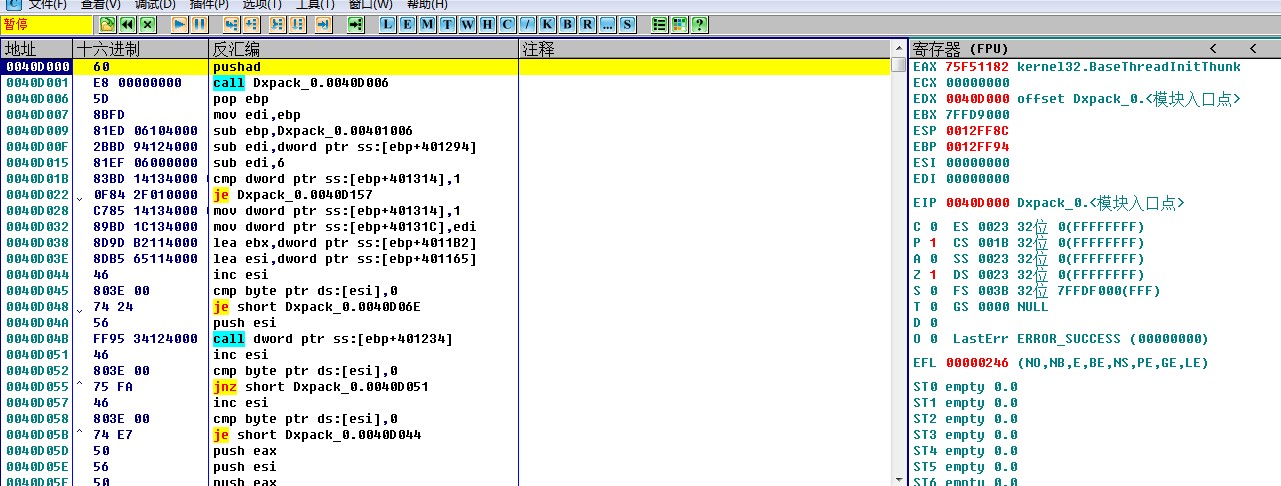 C 文件(F) 查看(V) 调试(D) 插件(P) 选项(T) 工具(T) 窗口(W) 帮助(H)
暂停 L E M T W H C / K B R ... S ?
地址 十六进制 反汇编 注释
0040D000 60 pushad
0040D001 E8 00000000 call Dxpack_0.0040D006
0040D006 5D pop ebp
0040D007 8BFD mov edi,ebp
0040D009 81ED 06104000 sub ebp,Dxpack_0.00401006
0040D00F 2BBD 94124000 sub edi,dword ptr ss:[ebp+401294]
0040D015 81EF 06000000 sub edi,6
0040D01B 83BD 14134000 cmp dword ptr ss:[ebp+401314],1
0040D022 0F84 2F010000 je Dxpack_0.0040D157
0040D028 C785 14134000 mov dword ptr ss:[ebp+401314],1
0040D032 89BD 1C134000 mov dword ptr ss:[ebp+40131C],edi
0040D038 8D9D B2114000 lea ebx,dword ptr ss:[ebp+4011B2]
0040D03E 8DB5 65114000 lea esi,dword ptr ss:[ebp+401165]
0040D044 46 inc esi
0040D045 803E 00 cmp byte ptr ds:[esi],0
0040D048 74 24 je short Dxpack_0.0040D06E
0040D04A 56 push esi
0040D04B FF95 34124000 call dword ptr ss:[ebp+401234]
0040D051 46 inc esi
0040D052 803E 00 cmp byte ptr ds:[esi],0
0040D055 75 FA jnz short Dxpack_0.0040D051
0040D057 46 inc esi
0040D058 803E 00 cmp byte ptr ds:[esi],0
0040D05B 74 E7 je short Dxpack_0.0040D044
0040D05D 50 push eax
0040D05E 56 push esi
0040D05F 50 push eax
寄存器 (FPU) < <
EAX 75F51182 kernel32.BaseThreadInitThunk
ECX 00000000
EDX 0040D000 offset Dxpack_0.<模块入口点>
EBX 7FFD9000
ESP 0012FF8C
EBP 0012FF94
ESI 00000000
EDI 00000000
EIP 0040D000 Dxpack_0.<模块入口点>
C 0 ES 0023 32位 0(FFFFFFFF)
P 1 CS 001B 32位 0(FFFFFFFF)
A 0 SS 0023 32位 0(FFFFFFFF)
Z 1 DS 0023 32位 0(FFFFFFFF)
S 0 FS 003B 32位 7FFDF000(FFF)
T 0 GS 0000 NULL
D 0
O 0 LastErr ERROR_SUCCESS (00000000)
EFL 00000246 (NO,NB,E,BE,NS,PE,GE,LE)
ST0 empty 0.0
ST1 empty 0.0
ST2 empty 0.0
ST3 empty 0.0
ST4 empty 0.0
ST5 empty 0.0
ST6 empty 0.0